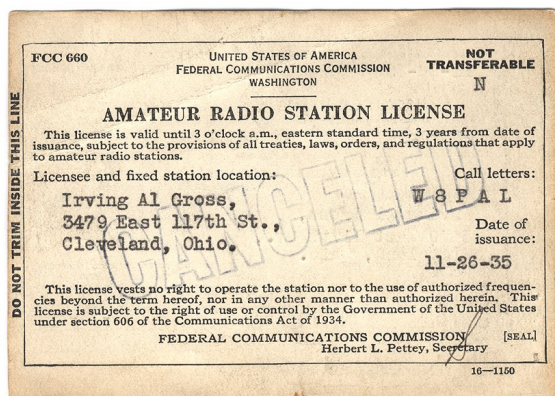 FCC 660
UNITED STATES OF AMERICA
FEDERAL COMMUNICATIONS COMMISSION
WASHINGTON
NOT
TRANSFERABLE
N
AMATEUR RADIO STATION LICENSE
This license is valid until 3 o'clock a.m., eastern standard time, 3 years from date of
issuance, subject to the provisions of all treaties, laws, orders, and regulations that apply
to amateur radio stations.
Licensee and fixed station location:
Call letters:
Irving Al Gross,
W 8 P A L
3479 East 117th St.,
Cleveland, Ohio.
Date of
issuance:
11-26-35
CANCELED
This license vests no right to operate the station nor to the use of authorized frequen-
cies beyond the term hereof, nor in any other manner than authorized herein. This
license is subject to the right of use or control by the Government of the United States
under section 606 of the Communications Act of 1934.
FEDERAL COMMUNICATIONS COMMISSION
[SEAL]
Herbert L. Pettey, Secretary
16—1150
DO NOT TRIM INSIDE THIS LINE